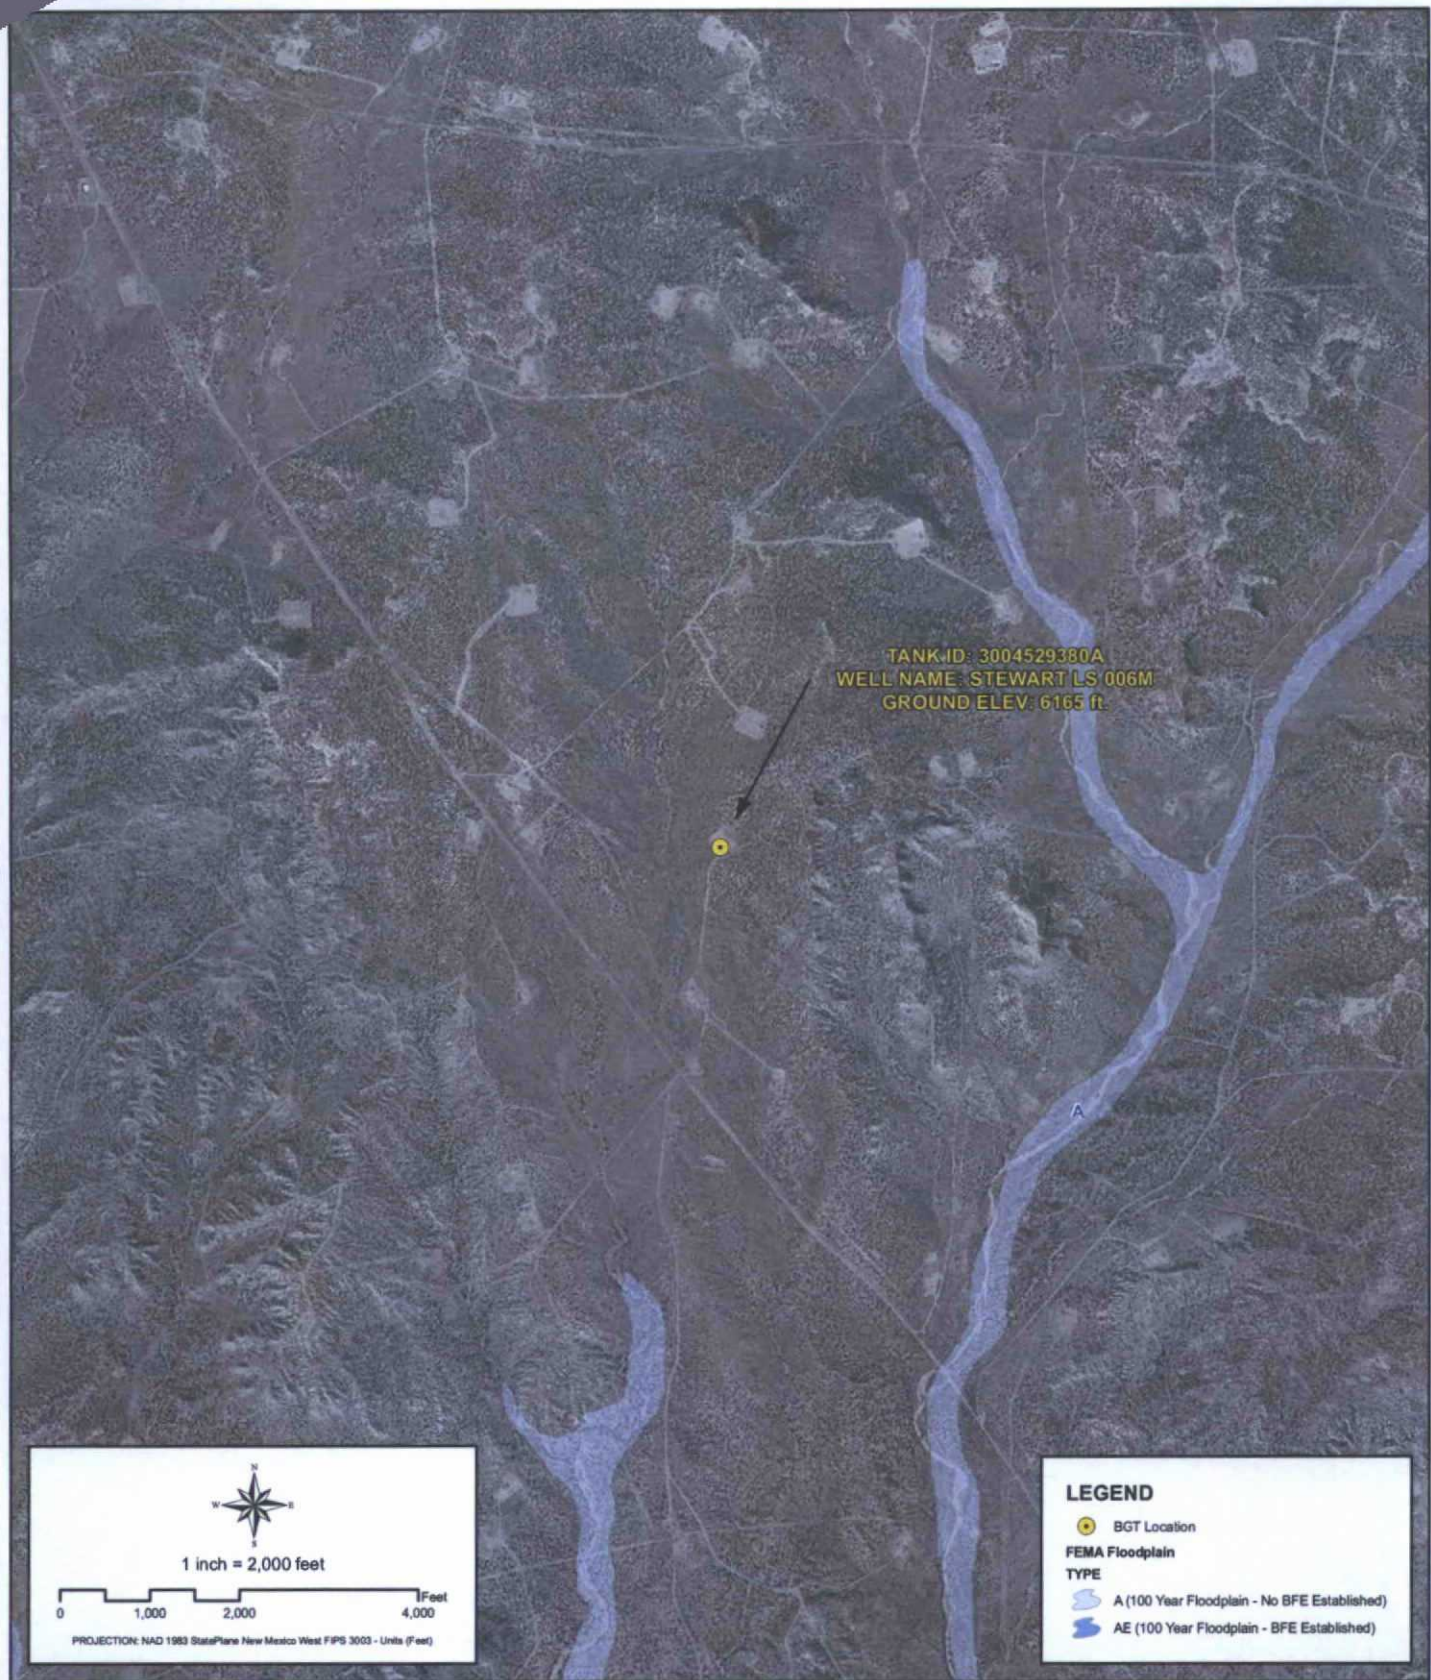 TANK ID: 3004529380A
WELL NAME: STEWART LS 006M
GROUND ELEV: 6165 ft.
A
N
W E
S
1 inch = 2,000 feet
Feet
0 1,000 2,000 4,000
PROJECTION: NAD 1983 StatePlane New Mexico West FIPS 3003 - Units (Feet)
LEGEND
BGT Location
FEMA Floodplain
TYPE
A (100 Year Floodplain - No BFE Established)
AE (100 Year Floodplain - BFE Established)